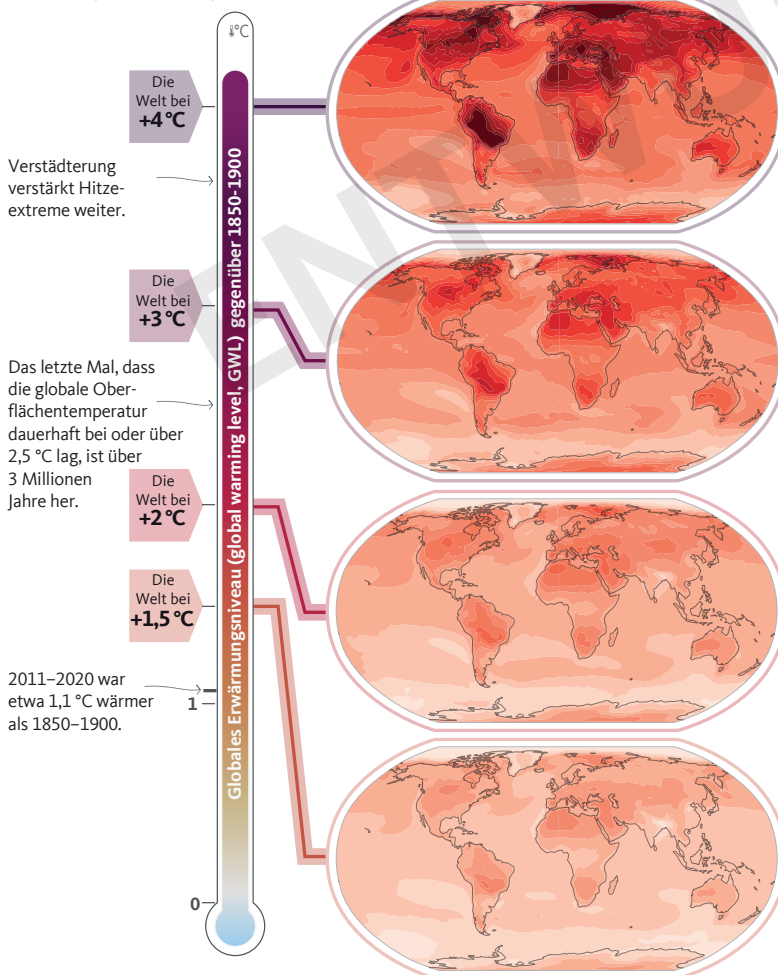 °C
Die
Welt bei
+4 °C
Verstädterung
verstärkt Hitze-
extreme weiter.
Die
Welt bei
+3 °C
Das letzte Mal, dass
die globale Ober-
flächentemperatur
dauerhaft bei oder über
2,5 °C lag, ist über
3 Millionen
Jahre her.
Die
Welt bei
+2 °C
Die
Welt bei
+1,5 °C
2011–2020 war
etwa 1,1 °C wärmer
als 1850–1900.
1
0
Globales Erwärmungsniveau (global warming level, GWL) gegenüber 1850-1900
ENTW